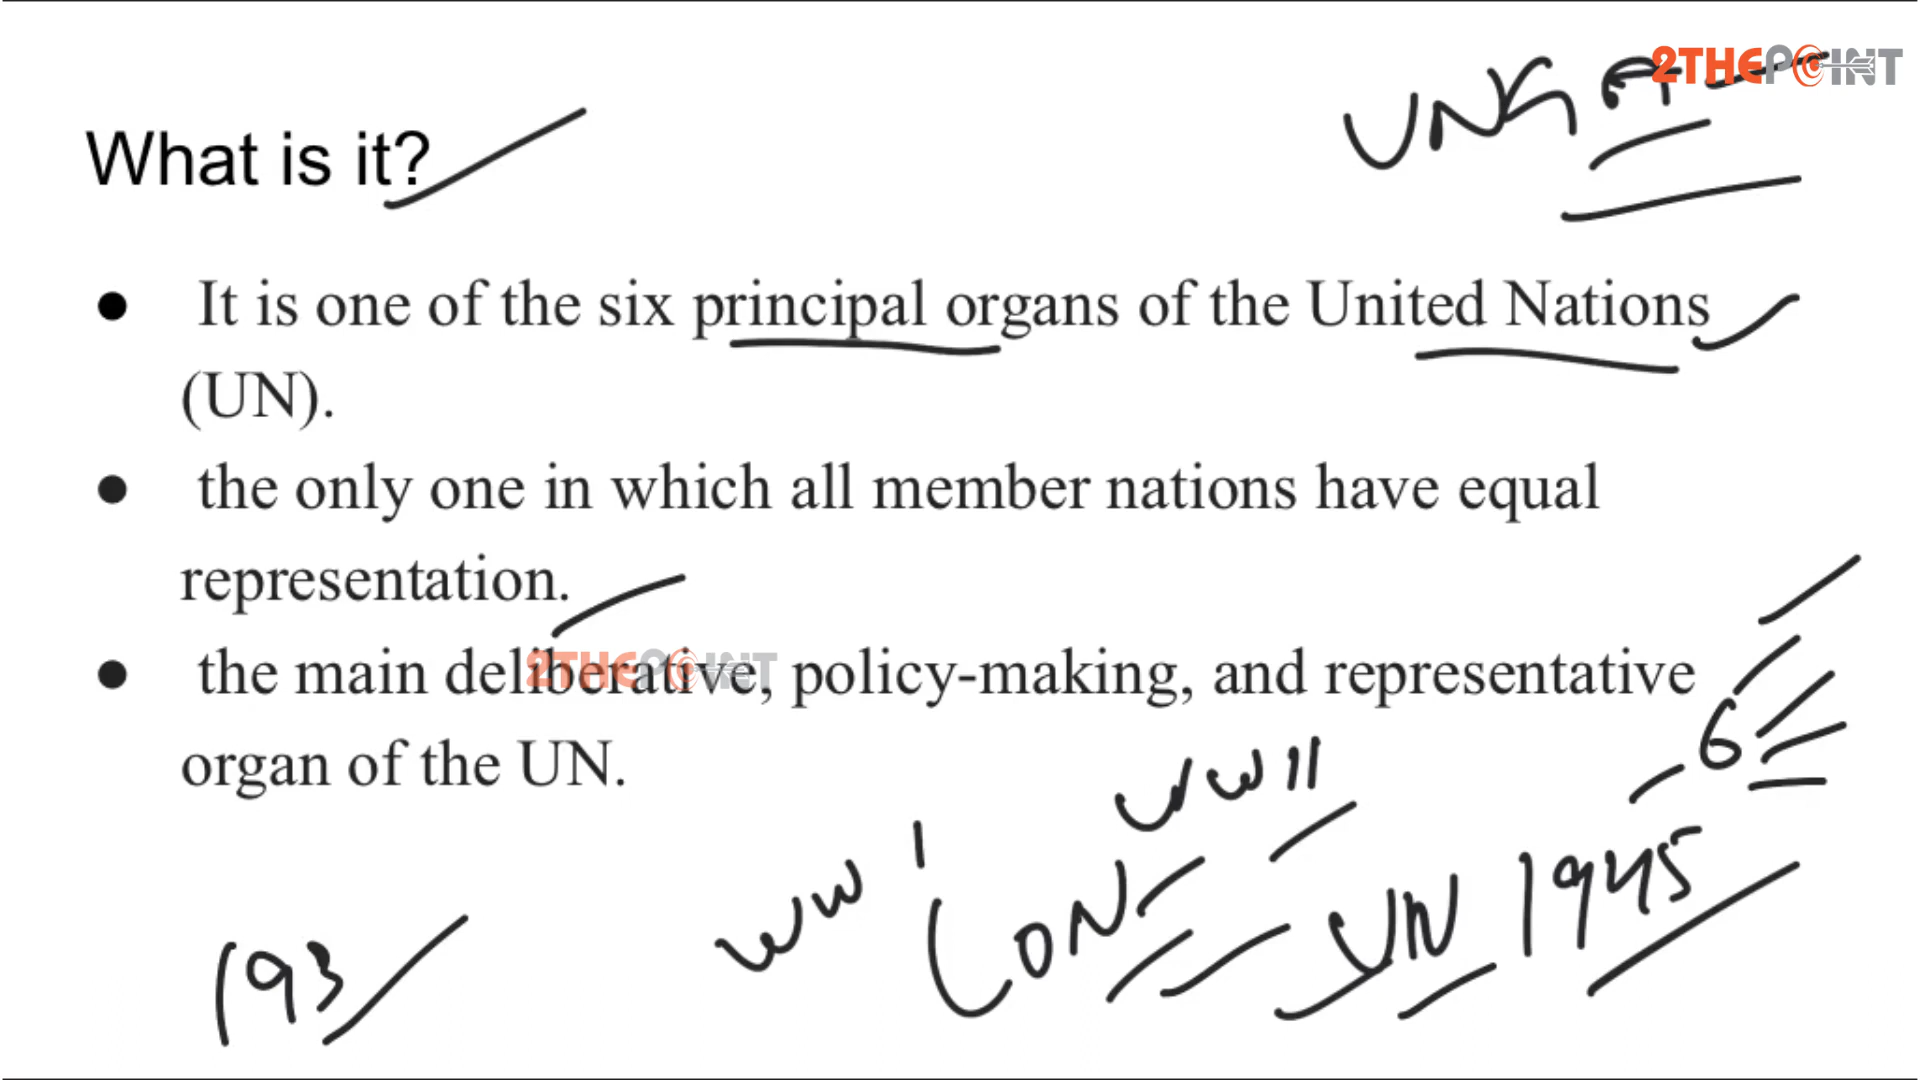 2THEPOINT
UNGA
What is it?
● It is one of the six principal organs of the United Nations
(UN).
● the only one in which all member nations have equal
representation.
● the main deliberative, policy-making, and representative
organ of the UN.
2THEPOINT
6
WW II
WW I
LON
UN 1945
193